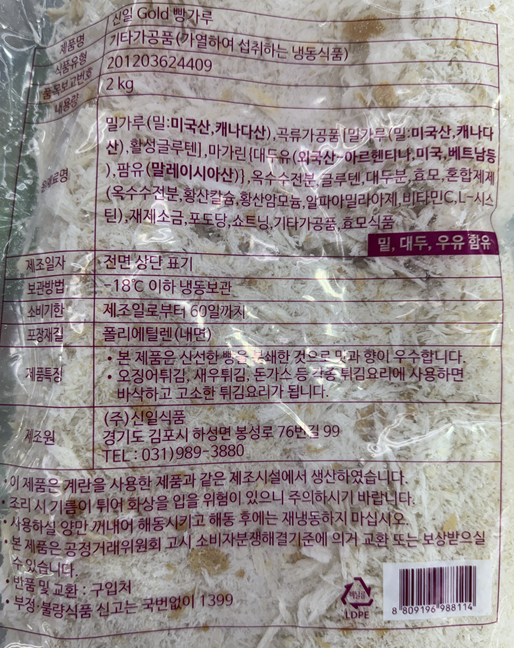 제품명 신일 Gold 빵가루
식품유형 기타가공품(가열하여 섭취하는 냉동식품)
품목보고번호 201203624409
내용량 2 kg
원재료명 밀가루(밀:미국산,캐나다산),곡류가공품[밀가루(밀:미국산,캐나다
산),활성글루텐],마가린{대두유(외국산-아르헨티나,미국,베트남등
),팜유(말레이시아산)},옥수수전분,글루텐,대두분,효모,혼합제제
(옥수수전분,황산칼슘,황산암모늄,알파아밀라아제,비타민C,L-시스
틴),재제소금,포도당,쇼트닝,기타가공품,효모식품
밀, 대두, 우유 함유
제조일자 전면 상단 표기
보관방법 -18℃ 이하 냉동보관
소비기한 제조일로부터 60일까지
포장재질 폴리에틸렌(내면)
제품특징 • 본 제품은 신선한 빵을 분쇄한 것으로 맛과 향이 우수합니다.
• 오징어튀김, 새우튀김, 돈가스 등 각종 튀김요리에 사용하면
바삭하고 고소한 튀김요리가 됩니다.
제조원 (주)신일식품
경기도 김포시 하성면 봉성로 76번길 99
TEL : 031)989-3880
• 이 제품은 계란을 사용한 제품과 같은 제조시설에서 생산하였습니다.
• 조리시 기름이 튀어 화상을 입을 위험이 있으니 주의하시기 바랍니다.
• 사용하실 양만 꺼내어 해동시키고 해동 후에는 재냉동하지 마십시오.
• 본 제품은 공정거래위원회 고시 소비자분쟁해결기준에 의거 교환 또는 보상받으실
수 있습니다.
• 반품 및 교환 : 구입처
• 부정·불량식품 신고는 국번없이 1399
비닐류
LDPE
8 809196 988114